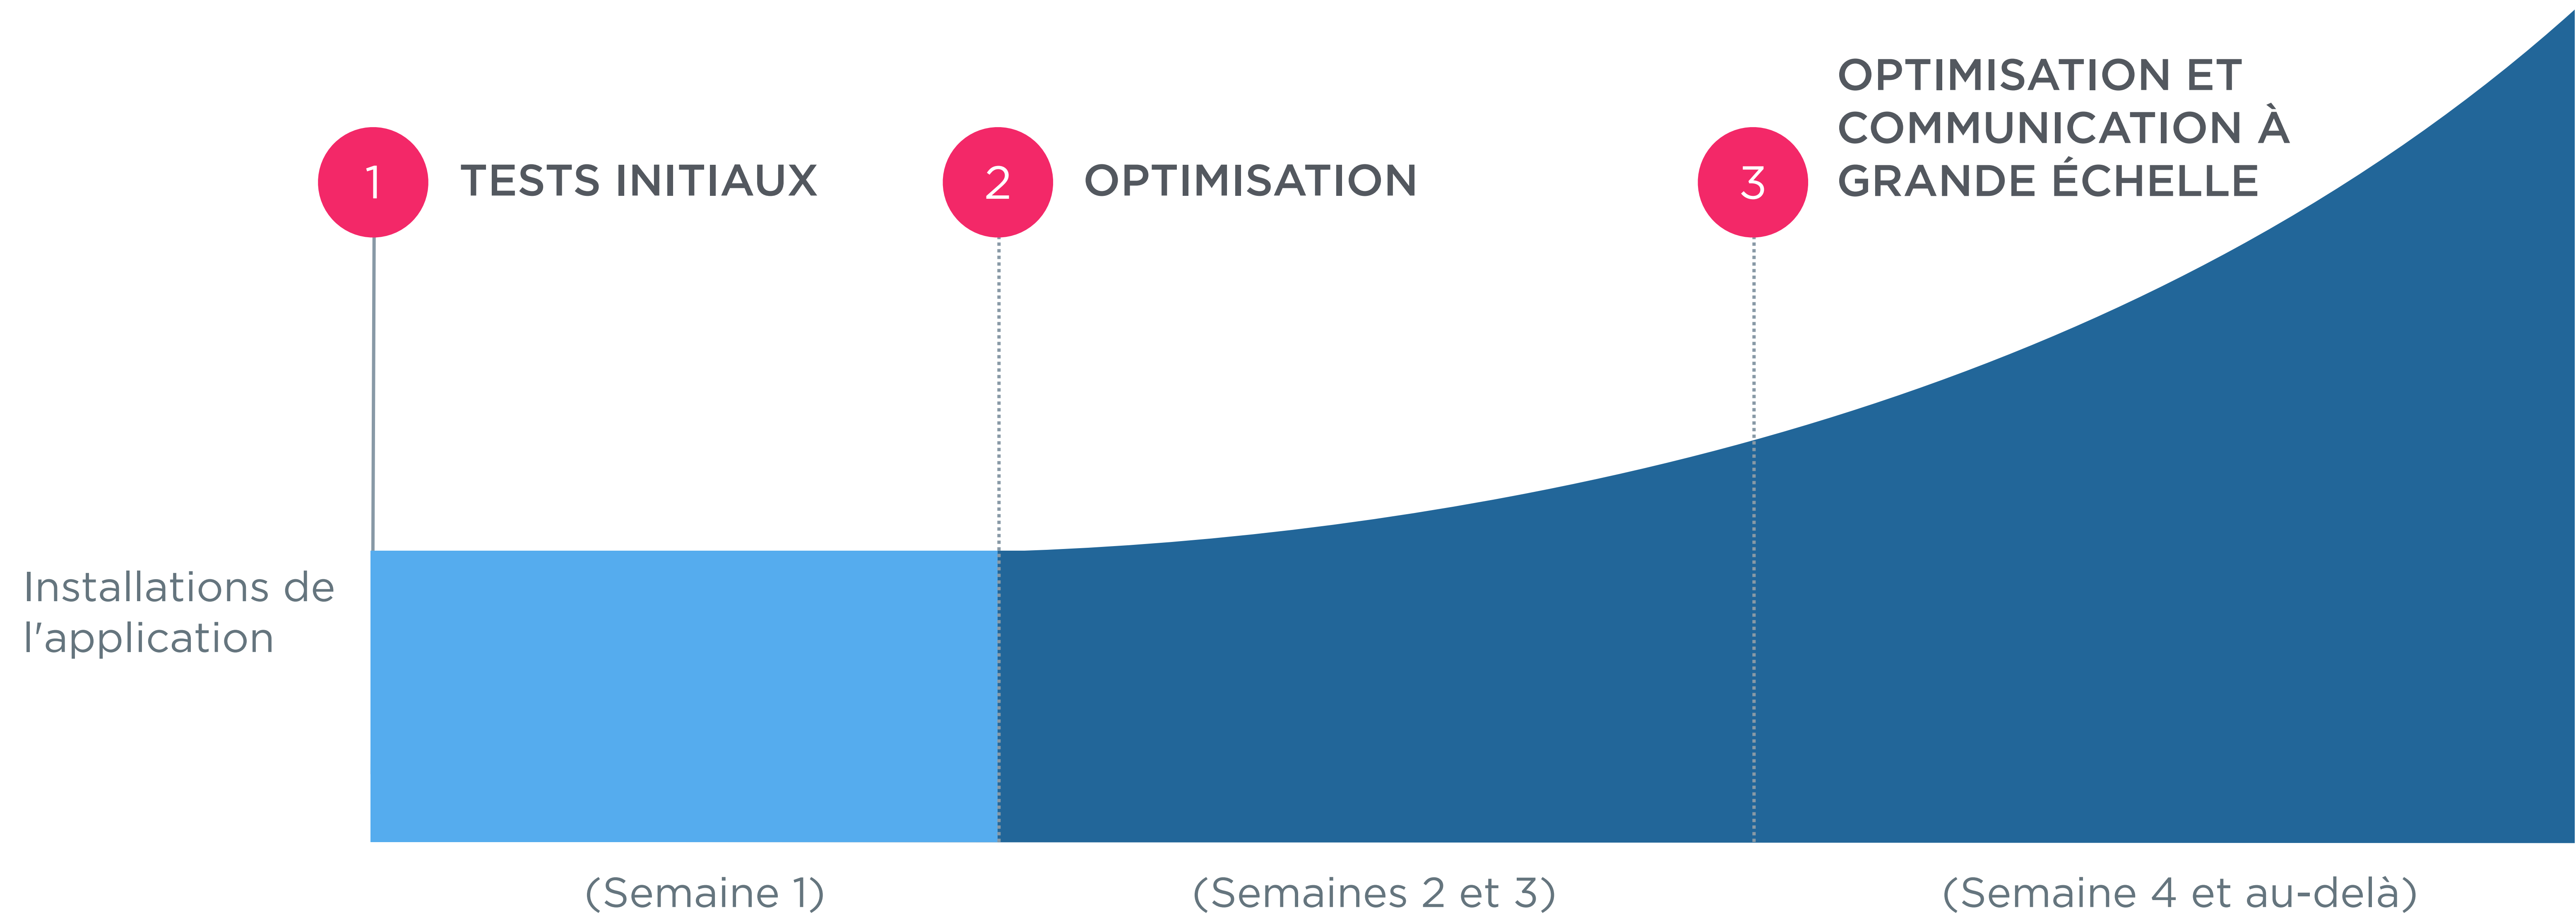 1
TESTS INITIAUX
2
OPTIMISATION
3
OPTIMISATION ET
COMMUNICATION À
GRANDE ÉCHELLE
Installations de
l'application
(Semaine 1)
(Semaines 2 et 3)
(Semaine 4 et au-delà)